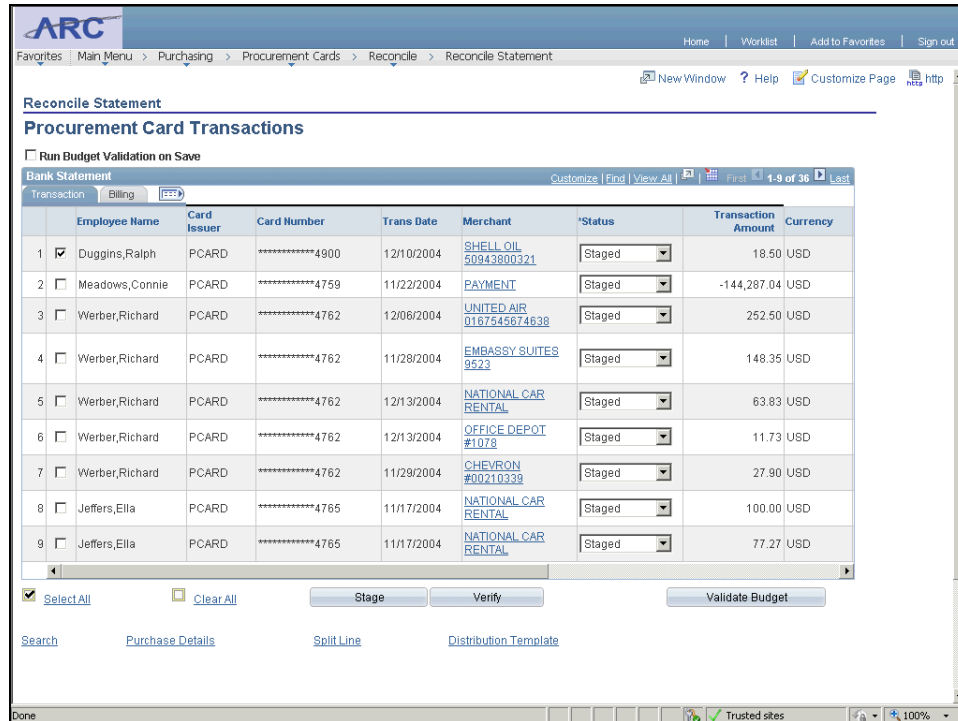 ARC
Home | Worklist | Add to Favorites | Sign out
Favorites Main Menu > Purchasing > Procurement Cards > Reconcile > Reconcile Statement
New Window ? Help Customize Page http
Reconcile Statement
Procurement Card Transactions
Run Budget Validation on Save
Bank Statement Customize | Find | View All | First 1-9 of 36 Last
Transaction Billing
Employee Name Card Issuer Card Number Trans Date Merchant *Status Transaction Amount Currency
1 Duggins,Ralph PCARD ************4900 12/10/2004 SHELL OIL 50943800321 Staged 18.50 USD
2 Meadows,Connie PCARD ************4759 11/22/2004 PAYMENT Staged -144,287.04 USD
3 Werber,Richard PCARD ************4762 12/06/2004 UNITED AIR 0167545674638 Staged 252.50 USD
4 Werber,Richard PCARD ************4762 11/28/2004 EMBASSY SUITES 9523 Staged 148.35 USD
5 Werber,Richard PCARD ************4762 12/13/2004 NATIONAL CAR RENTAL Staged 63.83 USD
6 Werber,Richard PCARD ************4762 12/13/2004 OFFICE DEPOT #1078 Staged 11.73 USD
7 Werber,Richard PCARD ************4762 11/29/2004 CHEVRON #00210339 Staged 27.90 USD
8 Jeffers,Ella PCARD ************4765 11/17/2004 NATIONAL CAR RENTAL Staged 100.00 USD
9 Jeffers,Ella PCARD ************4765 11/17/2004 NATIONAL CAR RENTAL Staged 77.27 USD
Select All Clear All Stage Verify Validate Budget
Search Purchase Details Split Line Distribution Template
Done Trusted sites 100%